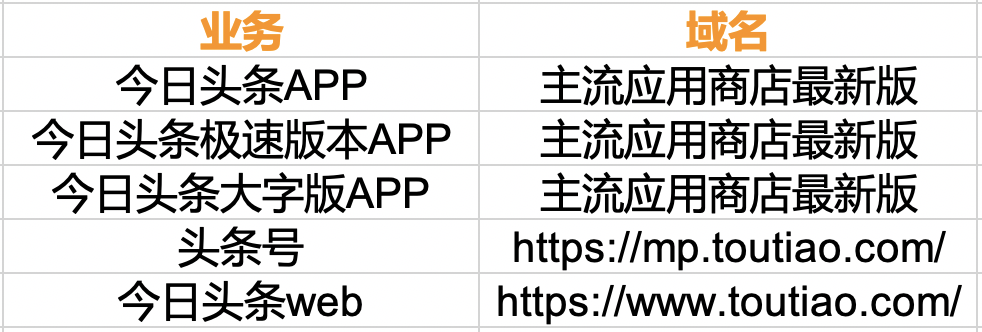 业务 域名
今日头条APP 主流应用商店最新版
今日头条极速版本APP 主流应用商店最新版
今日头条大字版APP 主流应用商店最新版
头条号 https://mp.toutiao.com/
今日头条web https://www.toutiao.com/